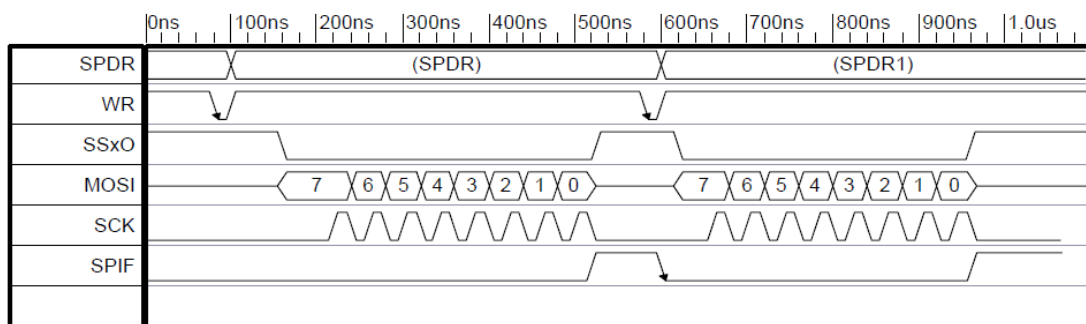 0ns 100ns 200ns 300ns 400ns 500ns 600ns 700ns 800ns 900ns 1.0us
SPDR (SPDR) (SPDR1)
WR
SSxO
MOSI 7 6 5 4 3 2 1 0 7 6 5 4 3 2 1 0
SCK
SPIF